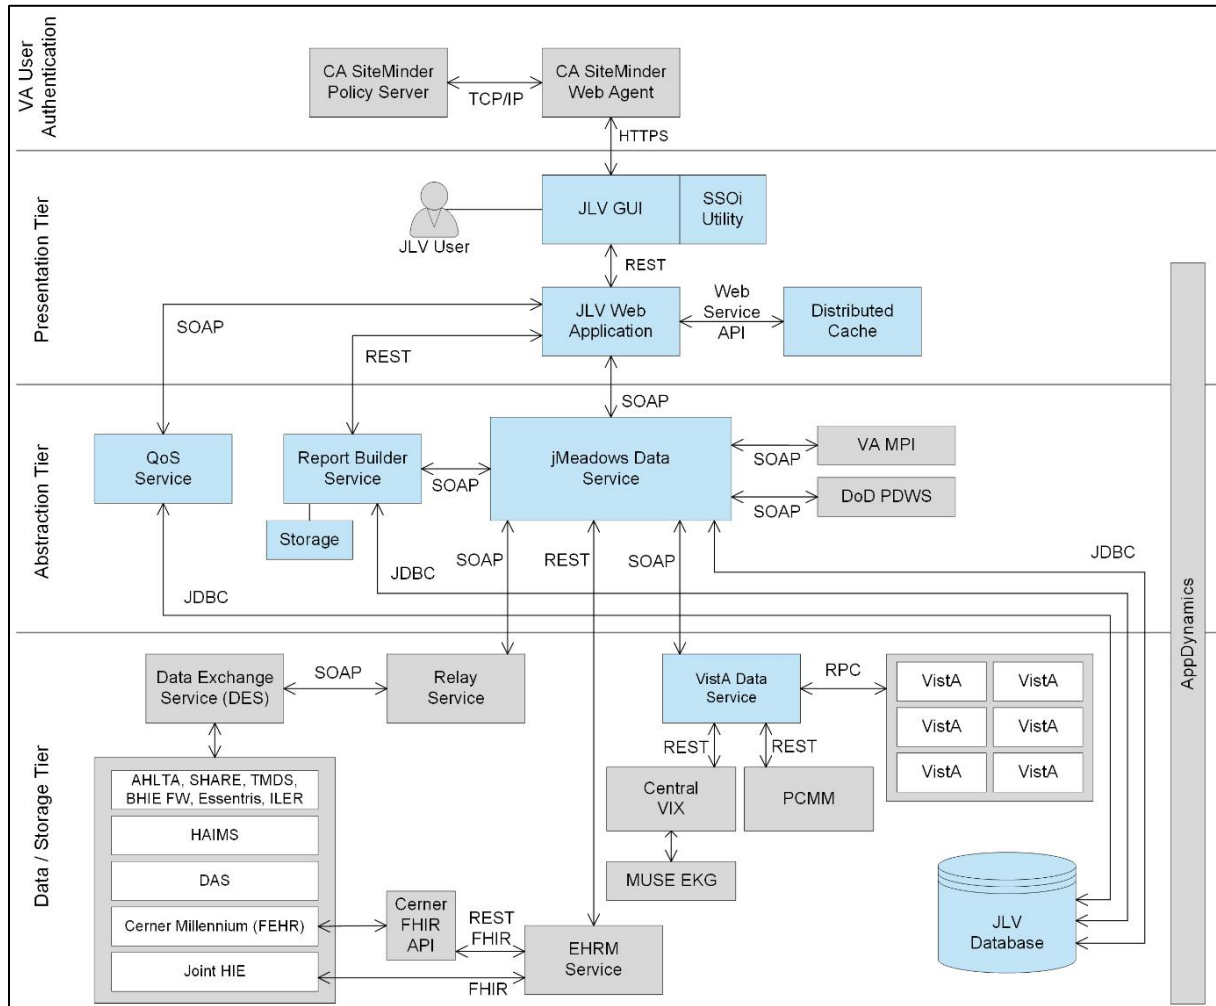 VA User
Authentication
CA SiteMinder
Policy Server
TCP/IP
CA SiteMinder
Web Agent
HTTPS
Presentation Tier
JLV User
JLV GUI
SSOi
Utility
REST
JLV Web
Application
Web
Service
API
Distributed
Cache
SOAP
REST
SOAP
Abstraction Tier
QoS
Service
Report Builder
Service
Storage
SOAP
jMeadows Data
Service
SOAP
VA MPI
SOAP
DoD PDWS
JDBC
JDBC
SOAP
REST
SOAP
JDBC
AppDynamics
Data / Storage Tier
Data Exchange
Service (DES)
SOAP
Relay
Service
VistA Data
Service
RPC
VistA
VistA
VistA
VistA
VistA
VistA
REST
REST
Central
VIX
PCMM
MUSE EKG
AHLTA, SHARE, TMDS,
BHIE FW, Essentris, ILER
HAIMS
DAS
Cerner Millennium (FEHR)
Joint HIE
Cerner
FHIR
API
REST
FHIR
FHIR
EHRM
Service
JLV
Database